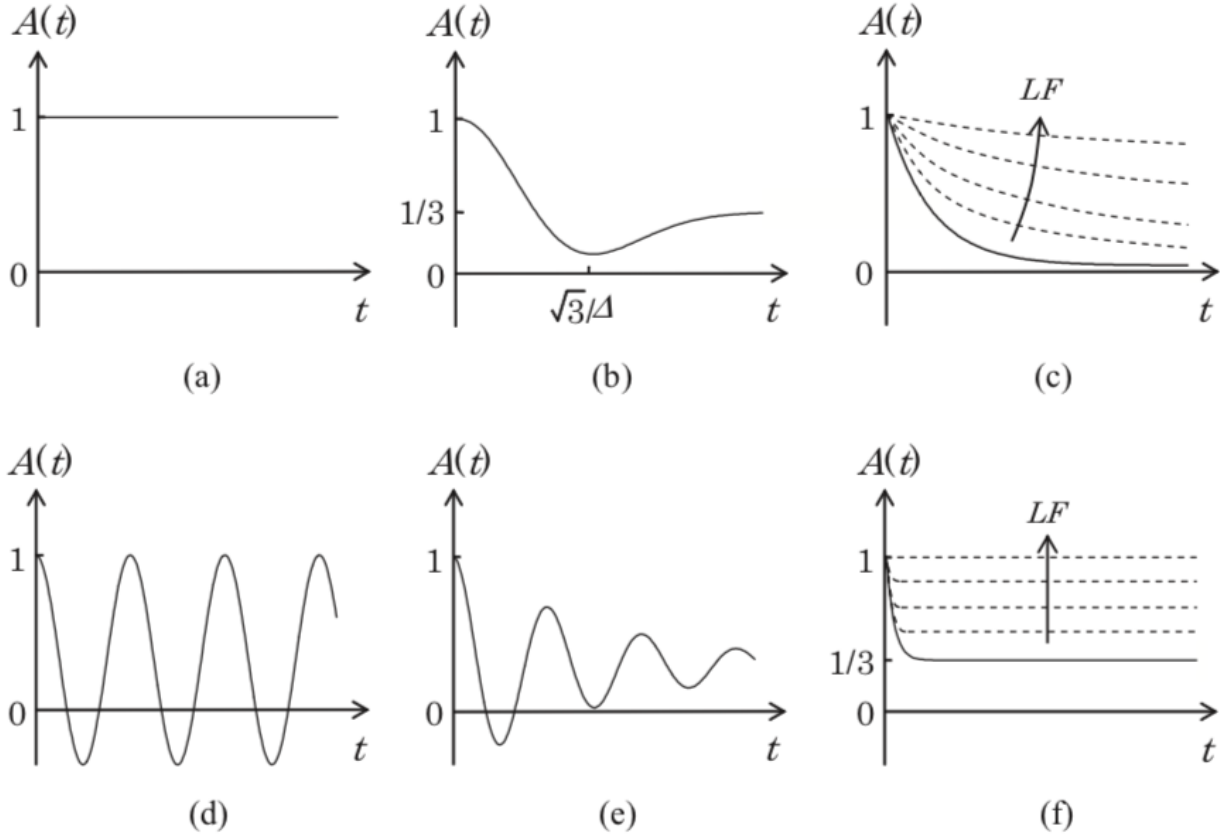 A(t) A(t) A(t)
LF
1 1 1
1/3
0 0 0
√3/Δ
t t t
(a) (b) (c)
A(t) A(t) A(t)
LF
1 1 1
1/3
0 0 0
t t t
(d) (e) (f)